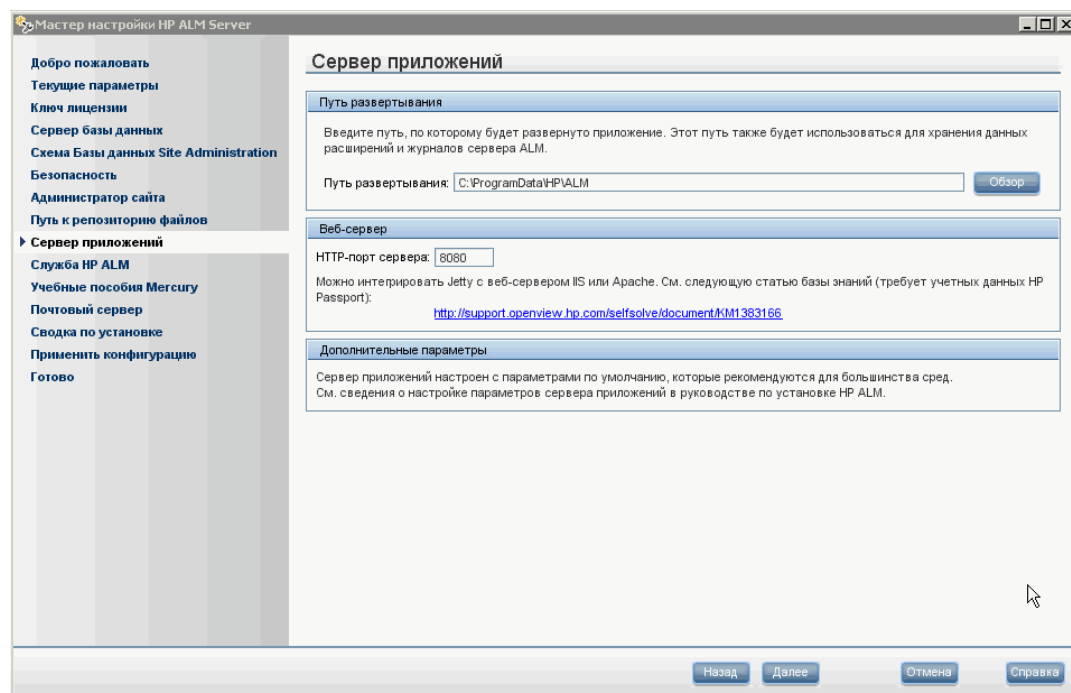 Мастер настройки HP ALM Server
Добро пожаловать
Текущие параметры
Ключ лицензии
Сервер базы данных
Схема Базы данных Site Administration
Безопасность
Администратор сайта
Путь к репозиторию файлов
Сервер приложений
Служба HP ALM
Учебные пособия Mercury
Почтовый сервер
Сводка по установке
Применить конфигурацию
Готово
Сервер приложений
Путь развертывания
Введите путь, по которому будет развернуто приложение. Этот путь также будет использоваться для хранения данных
расширений и журналов сервера ALM.
Путь развертывания: C:\ProgramData\HP\ALM Обзор
Веб-сервер
HTTP-порт сервера: 8080
Можно интегрировать Jetty с веб-сервером IIS или Apache. См. следующую статью базы знаний (требует учетных данных HP
Passport):
http://support.openview.hp.com/selfsolve/document/KM1383166
Дополнительные параметры
Сервер приложений настроен с параметрами по умолчанию, которые рекомендуются для большинства сред.
См. сведения о настройке параметров сервера приложений в руководстве по установке HP ALM.
Назад Далее Отмена Справка